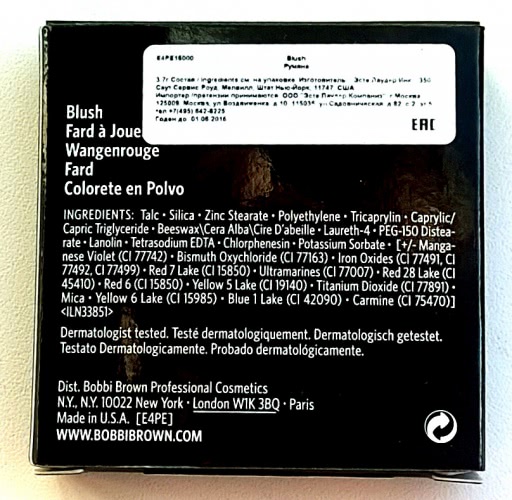 E4PE16000
Blush
Румяна
3.7г Состав / Ingredients см. на упаковке. Изготовитель: Эсте Лаудер Инк. 350
Саут Сервис Роуд, Мелвилл, Штат Нью-Йорк, 11747, США
Импортер /претензии принимаются: ООО "Эсте Лаудер Компаниз" г. Москва
125009, Москва, ул. Воздвиженка, д.10, 115035, ул. Садовническая, д.82, с.2
тел +7(495) 642-8225
Годен до: 01.06.2016
EAC
Blush
Fard à Joue
Wangenrouge
Fard
Colorete en Polvo
INGREDIENTS: Talc • Silica • Zinc Stearate • Polyethylene • Tricaprylin • Caprylic/
Capric Triglyceride • Beeswax\Cera Alba\Cire D'abeille • Laureth-4 • PEG-150 Distea-
rate • Lanolin • Tetrasodium EDTA • Chlorphenesin • Potassium Sorbate • [+/- Manga-
nese Violet (CI 77742) • Bismuth Oxychloride (CI 77163) • Iron Oxides (CI 77491, CI
77492, CI 77499) • Red 7 Lake (CI 15850) • Ultramarines (CI 77007) • Red 28 Lake (CI
45410) • Red 6 (CI 15850) • Yellow 5 Lake (CI 19140) • Titanium Dioxide (CI 77891) •
Mica • Yellow 6 Lake (CI 15985) • Blue 1 Lake (CI 42090) • Carmine (CI 75470)]
<ILN33851>
Dermatologist tested. Testé dermatologiquement. Dermatologisch getestet.
Testato Dermatologicamente. Probado dermatológicamente.
Dist. Bobbi Brown Professional Cosmetics
N.Y., N.Y. 10022 New York • London W1K 3BQ • Paris
Made in U.S.A. [E4PE]
WWW.BOBBIBROWN.COM